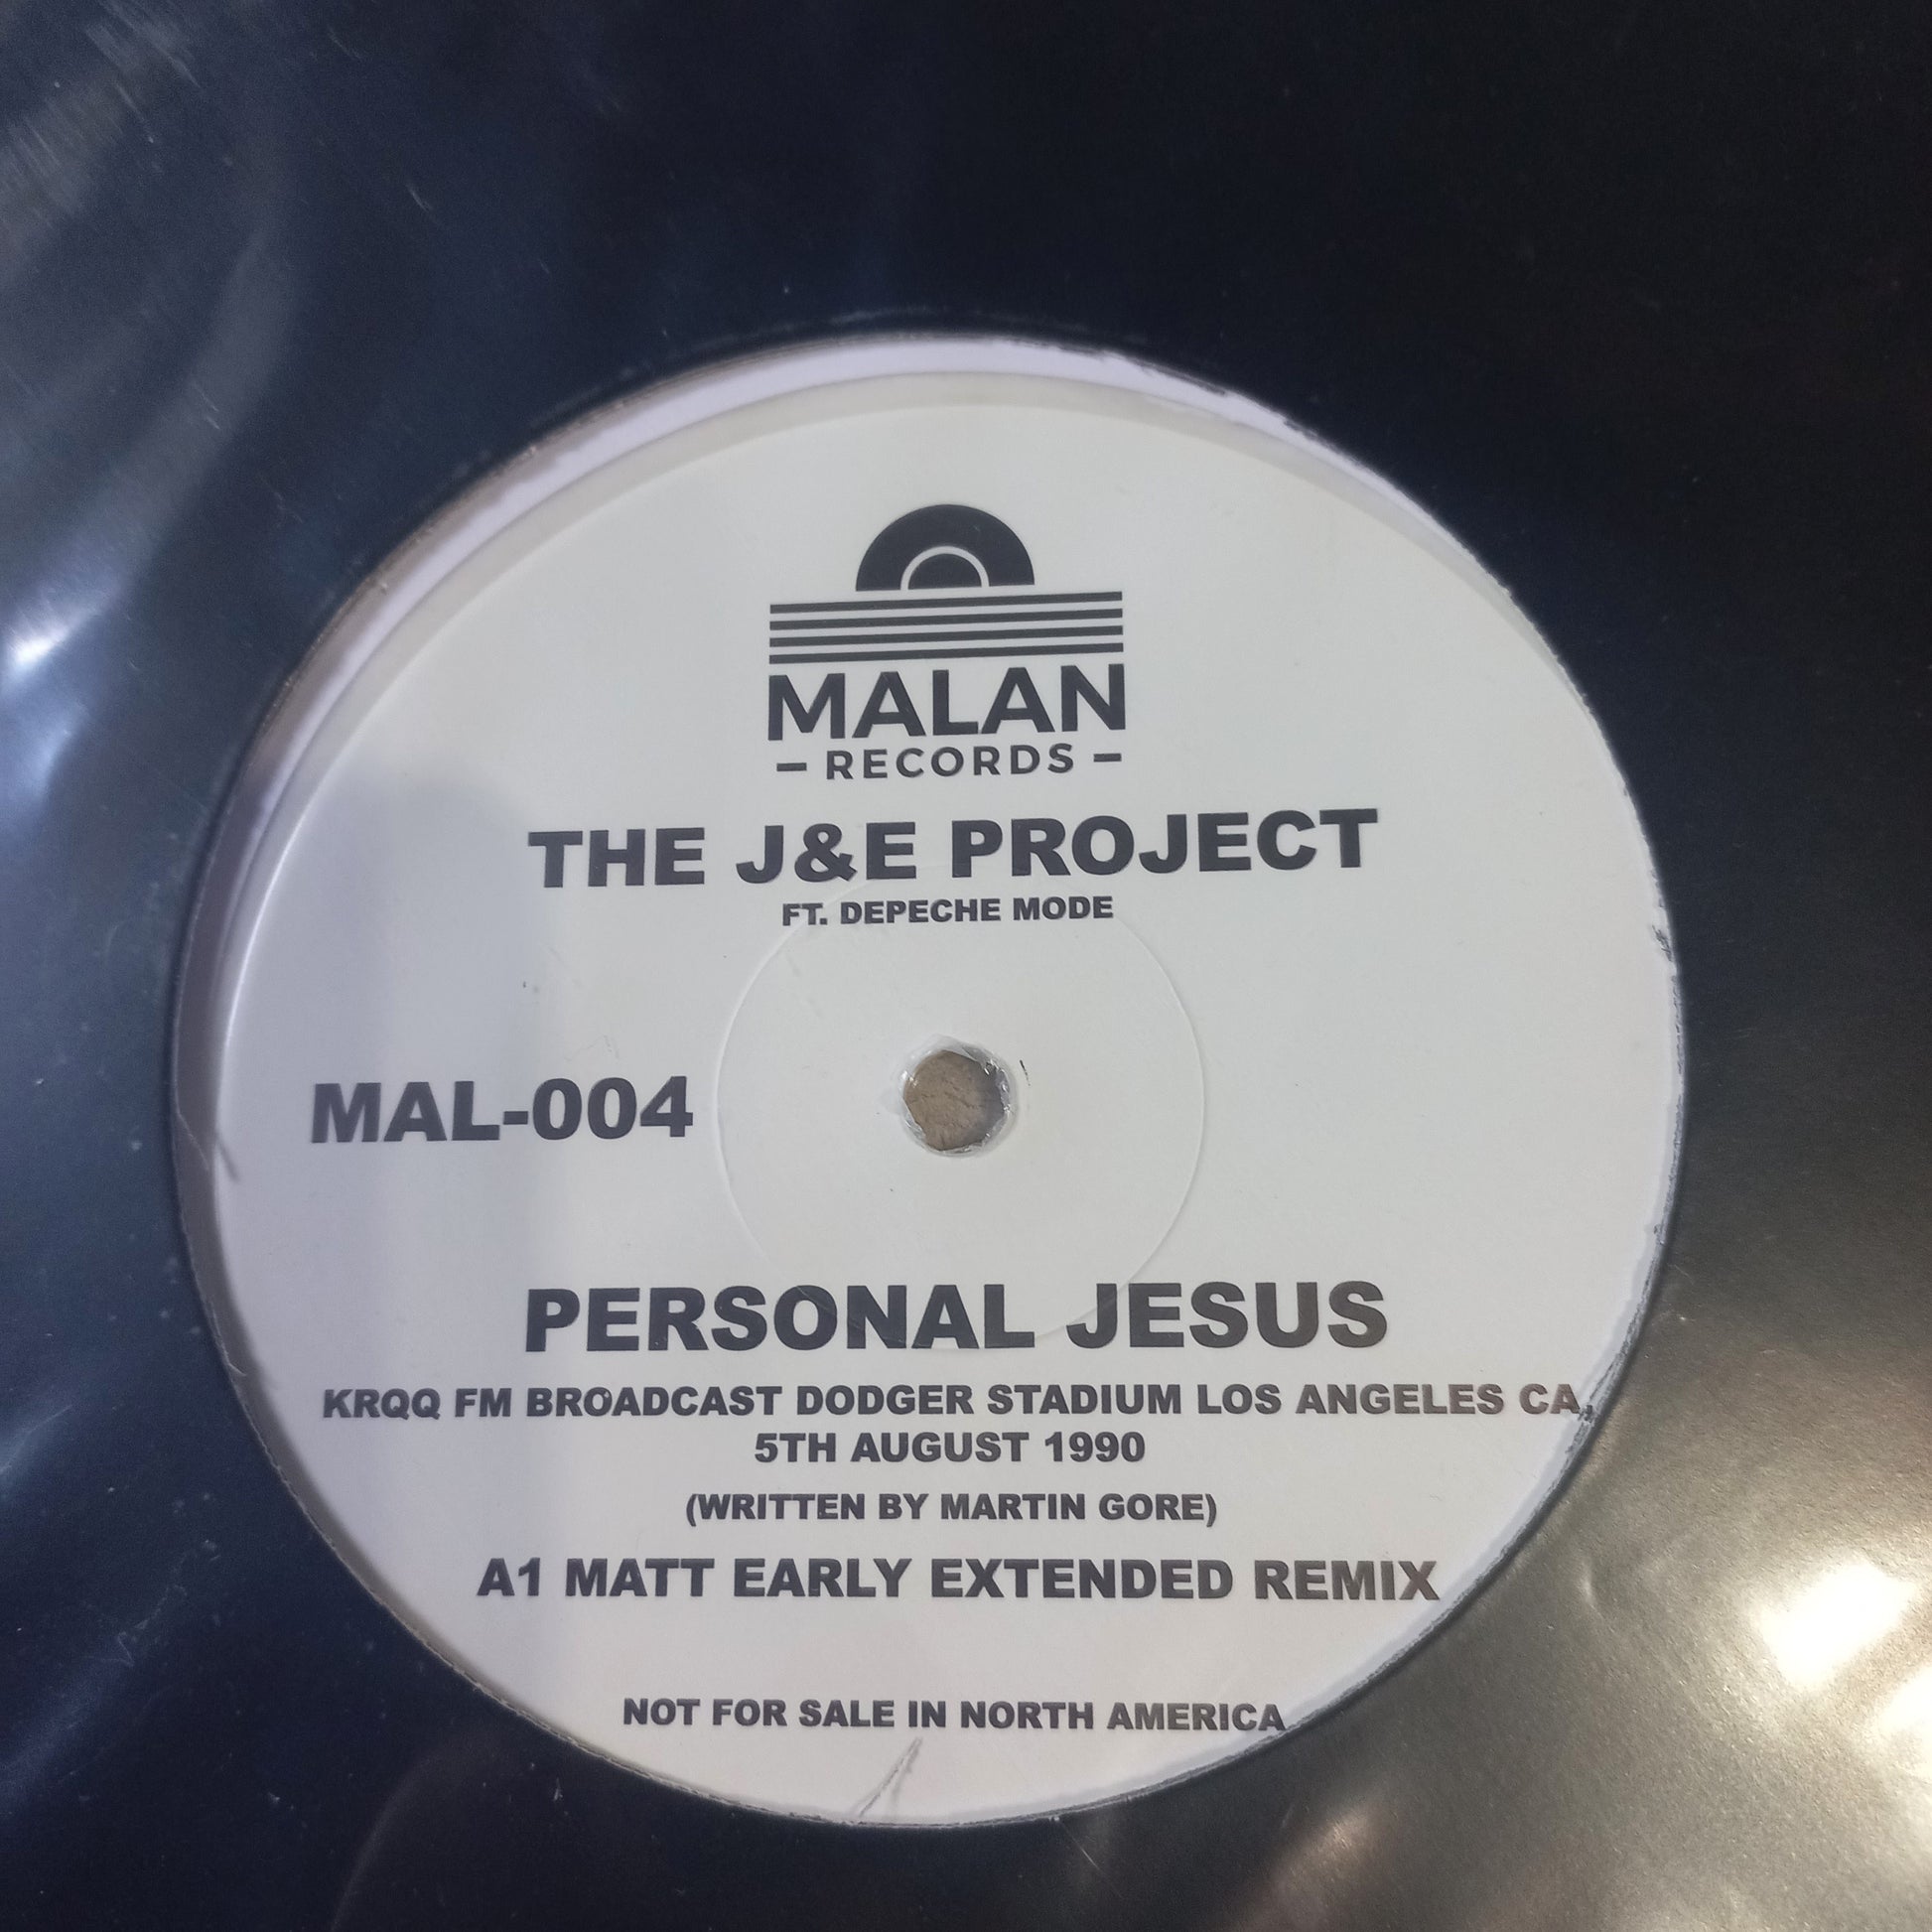 MALAN
- RECORDS -
THE J&E PROJECT
FT. DEPECHE MODE
MAL-004
PERSONAL JESUS
KRQQ FM BROADCAST DODGER STADIUM LOS ANGELES CA,
5TH AUGUST 1990
(WRITTEN BY MARTIN GORE)
A1 MATT EARLY EXTENDED REMIX
NOT FOR SALE IN NORTH AMERICA